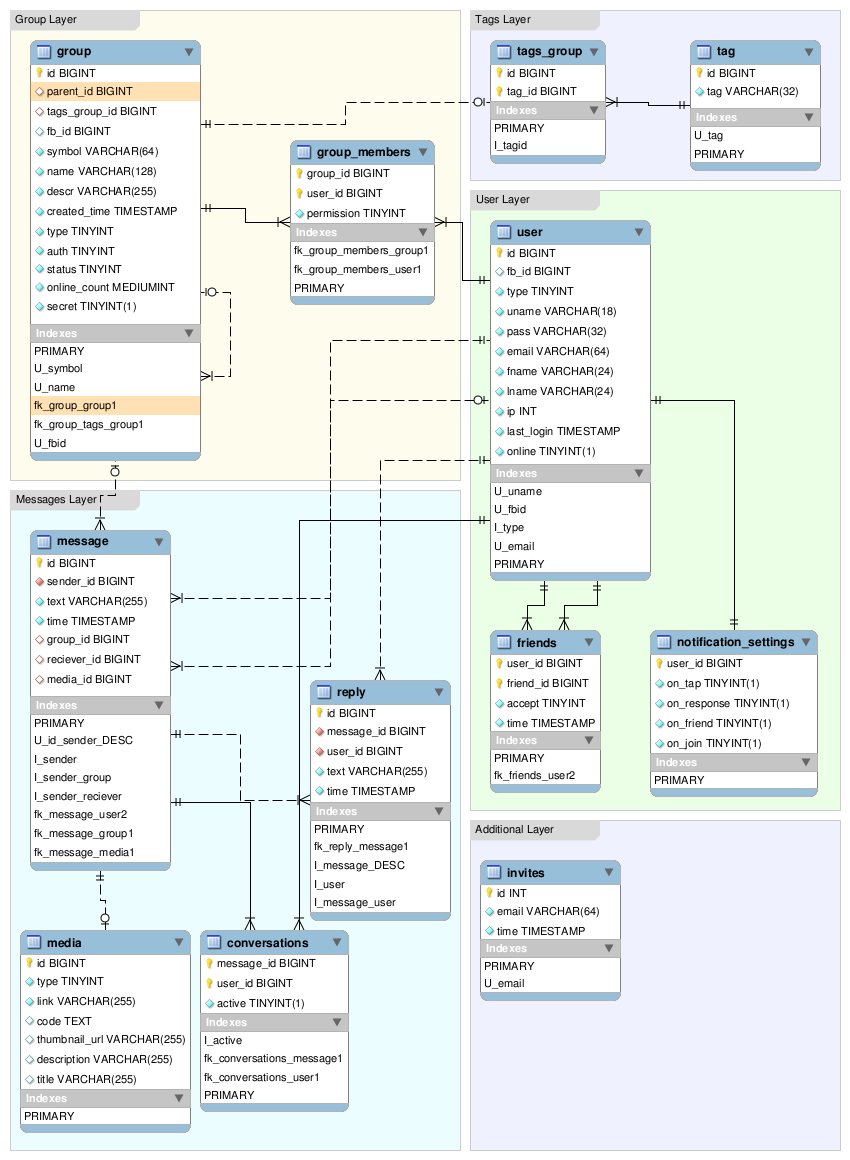 Group Layer
group
id BIGINT
parent_id BIGINT
tags_group_id BIGINT
fb_id BIGINT
symbol VARCHAR(64)
name VARCHAR(128)
descr VARCHAR(255)
created_time TIMESTAMP
type TINYINT
auth TINYINT
status TINYINT
online_count MEDIUMINT
secret TINYINT(1)
Indexes
PRIMARY
U_symbol
U_name
fk_group_group1
fk_group_tags_group1
U_fbid
group_members
group_id BIGINT
user_id BIGINT
permission TINYINT
Indexes
fk_group_members_group1
fk_group_members_user1
PRIMARY
Tags Layer
tags_group
id BIGINT
tag_id BIGINT
Indexes
PRIMARY
I_tagid
tag
id BIGINT
tag VARCHAR(32)
Indexes
U_tag
PRIMARY
User Layer
user
id BIGINT
fb_id BIGINT
type TINYINT
uname VARCHAR(18)
pass VARCHAR(32)
email VARCHAR(64)
fname VARCHAR(24)
lname VARCHAR(24)
ip INT
last_login TIMESTAMP
online TINYINT(1)
Indexes
U_uname
U_fbid
I_type
U_email
PRIMARY
friends
user_id BIGINT
friend_id BIGINT
accept TINYINT
time TIMESTAMP
Indexes
PRIMARY
fk_friends_user2
notification_settings
user_id BIGINT
on_tap TINYINT(1)
on_response TINYINT(1)
on_friend TINYINT(1)
on_join TINYINT(1)
Indexes
PRIMARY
Messages Layer
message
id BIGINT
sender_id BIGINT
text VARCHAR(255)
time TIMESTAMP
group_id BIGINT
reciever_id BIGINT
media_id BIGINT
Indexes
PRIMARY
U_id_sender_DESC
I_sender
I_sender_group
I_sender_reciever
fk_message_user2
fk_message_group1
fk_message_media1
reply
id BIGINT
message_id BIGINT
user_id BIGINT
text VARCHAR(255)
time TIMESTAMP
Indexes
PRIMARY
fk_reply_message1
I_message_DESC
I_user
I_message_user
media
id BIGINT
type TINYINT
link VARCHAR(255)
code TEXT
thumbnail_url VARCHAR(255)
description VARCHAR(255)
title VARCHAR(255)
Indexes
PRIMARY
conversations
message_id BIGINT
user_id BIGINT
active TINYINT(1)
Indexes
I_active
fk_conversations_message1
fk_conversations_user1
PRIMARY
Additional Layer
invites
id INT
email VARCHAR(64)
time TIMESTAMP
Indexes
PRIMARY
U_email